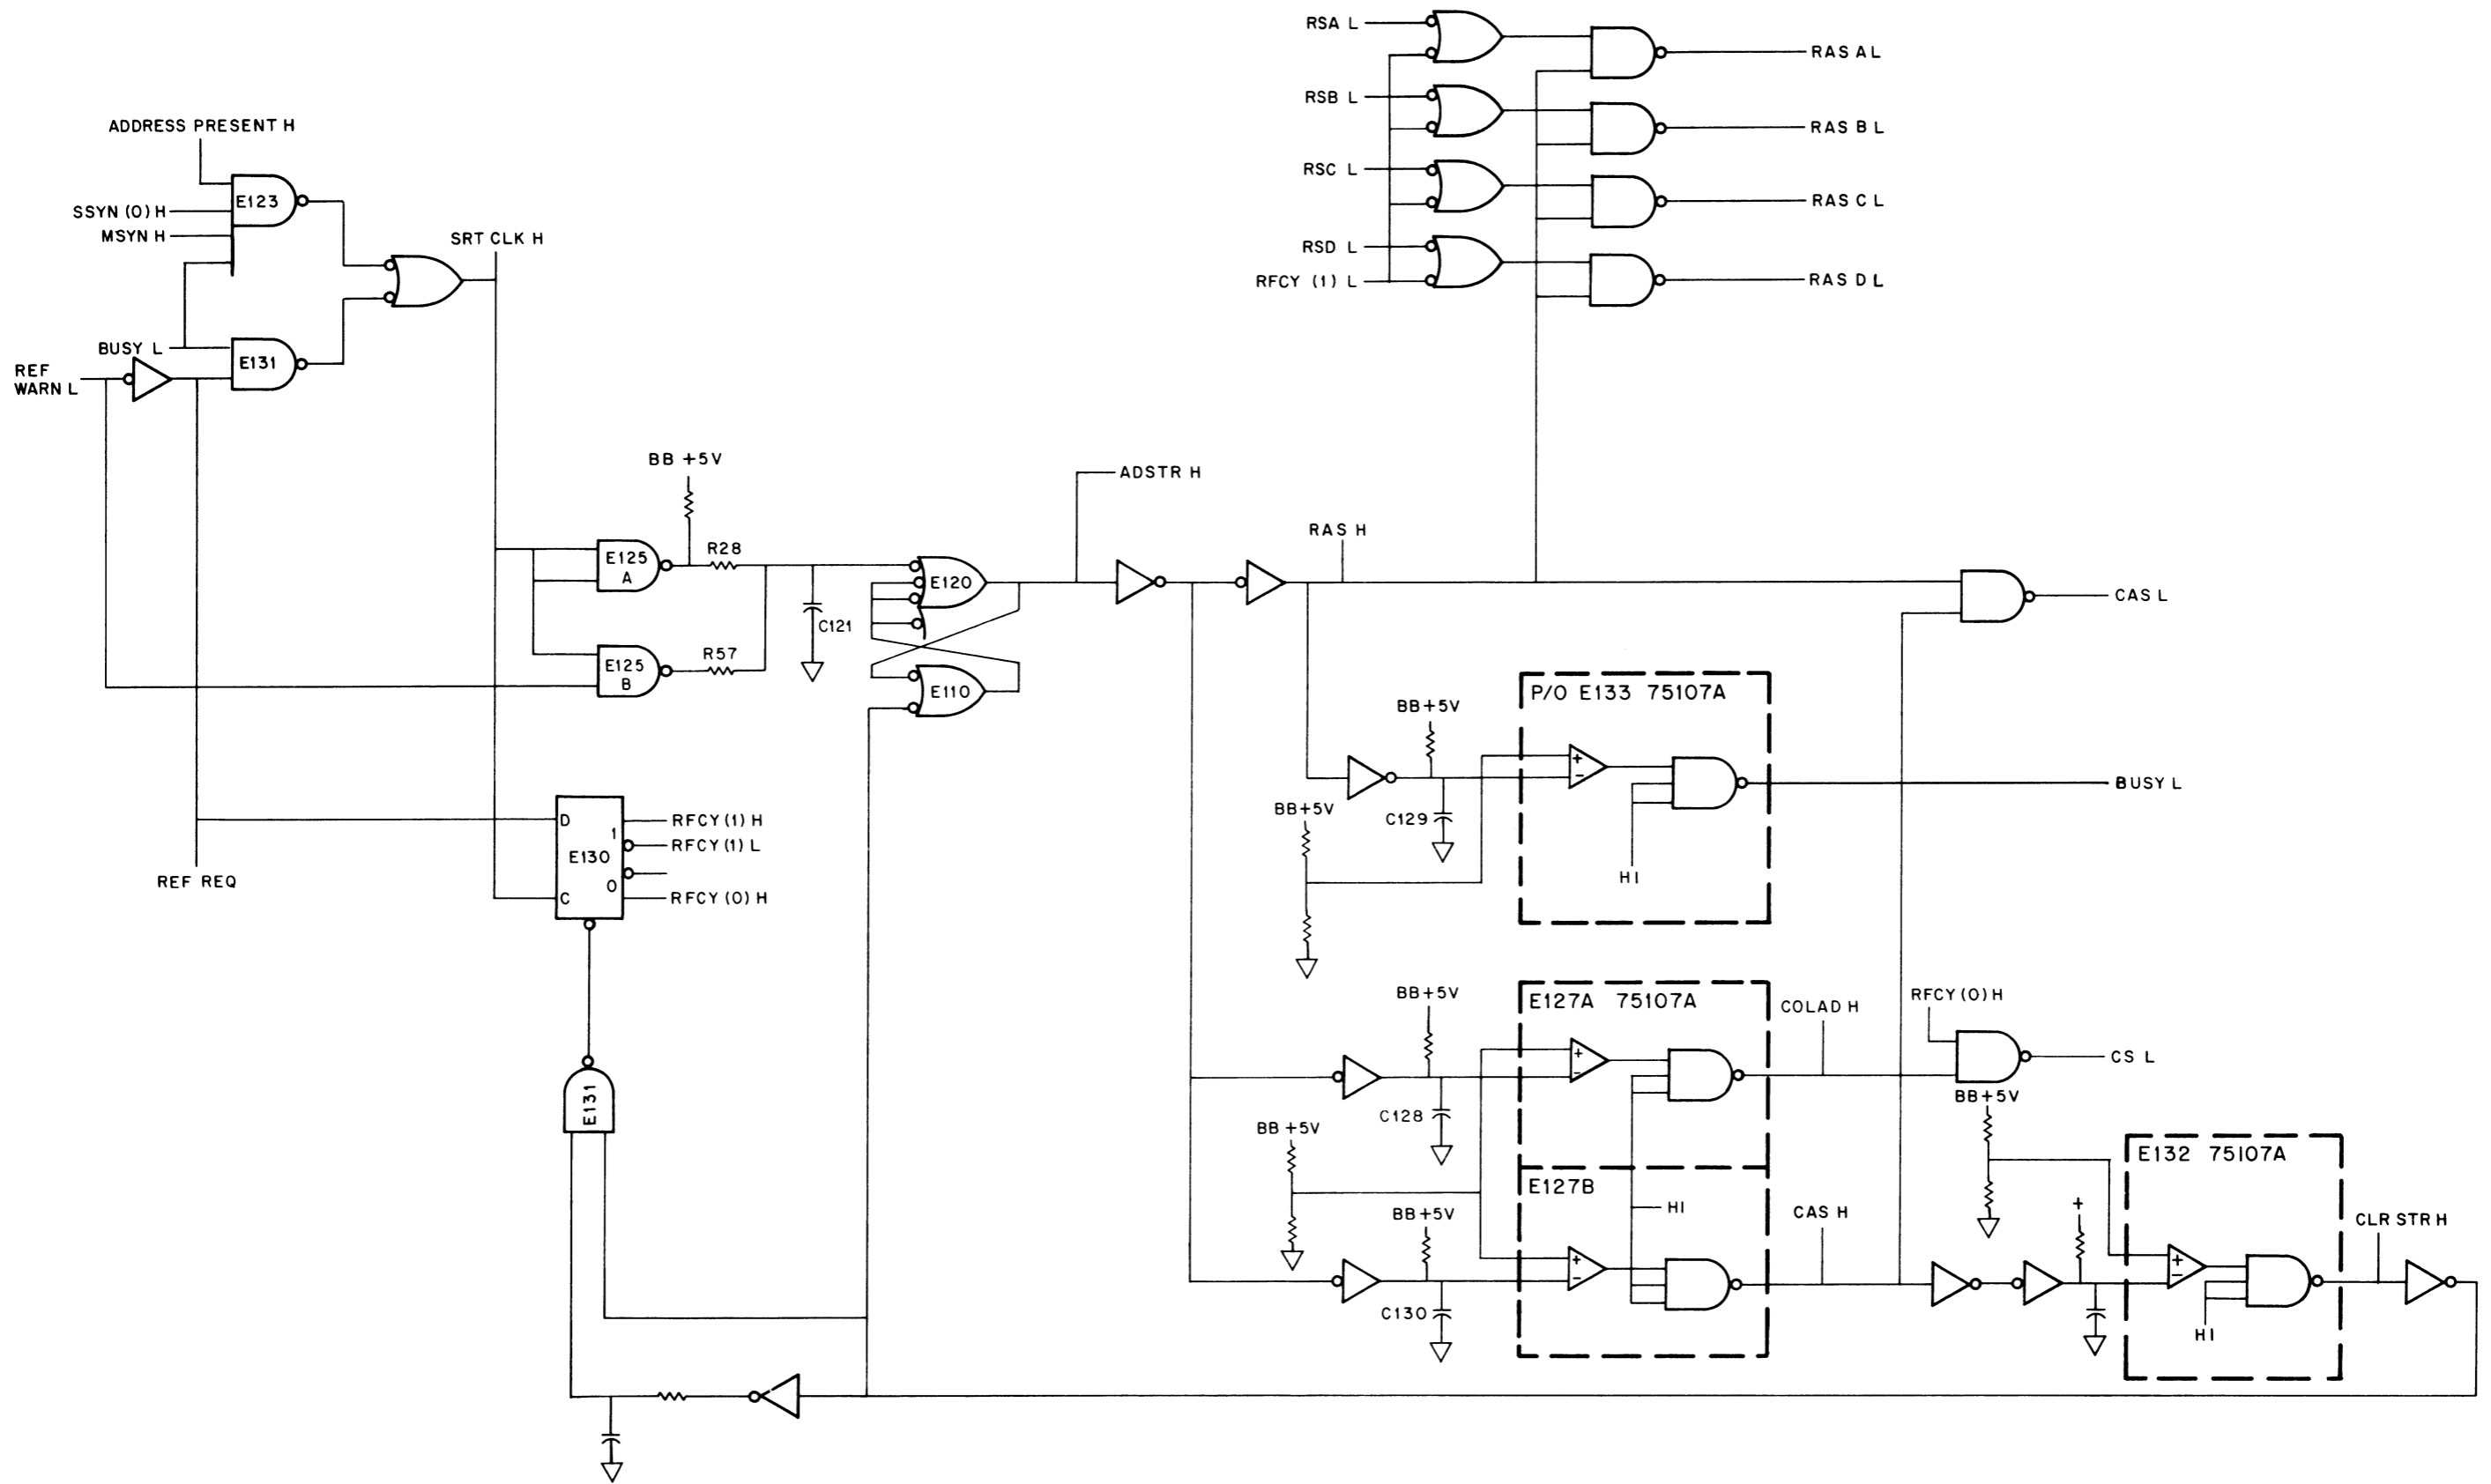 RSA L
RAS A L
RSB L
RAS B L
RSC L
RAS C L
RSD L
RFCY (1) L
RAS D L
ADDRESS PRESENT H
E123
SSYN (0) H
MSYN H
SRT CLK H
BUSY L
E131
REF
WARN L
BB +5V
ADSTR H
RAS H
E125
A
R28
E120
C121
CAS L
E125
B
R57
E110
P/O E133 75107A
BB+5V
+
−
BUSY L
BB+5V
C129
HI
D
1
E130
0
C
RFCY (1) H
RFCY (1) L
RFCY (0) H
REF REQ
E127A 75107A
BB+5V
+
−
COLAD H
RFCY (0) H
CS L
C128
BB +5V
E131
E127B
HI
BB+5V
+
−
CAS H
C130
BB+5V
E132 75107A
+
+
−
HI
CLR STR H